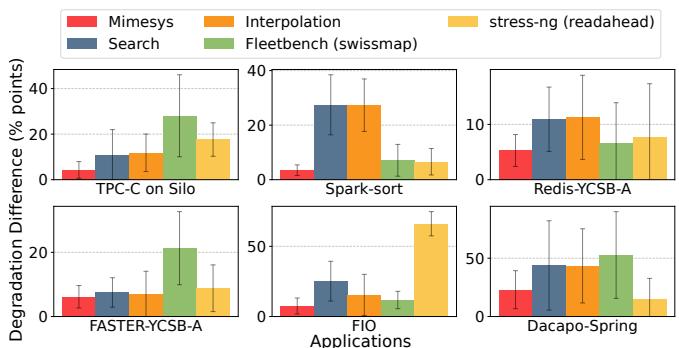 Mimesys
Interpolation
stress-ng (readahead)
Search
Fleetbench (swissmap)
Degradation Difference (% points)
40
20
0
TPC-C on Silo
40
20
0
Spark-sort
10
0
Redis-YCSB-A
20
0
FASTER-YCSB-A
50
0
FIO
50
0
Dacapo-Spring
Applications